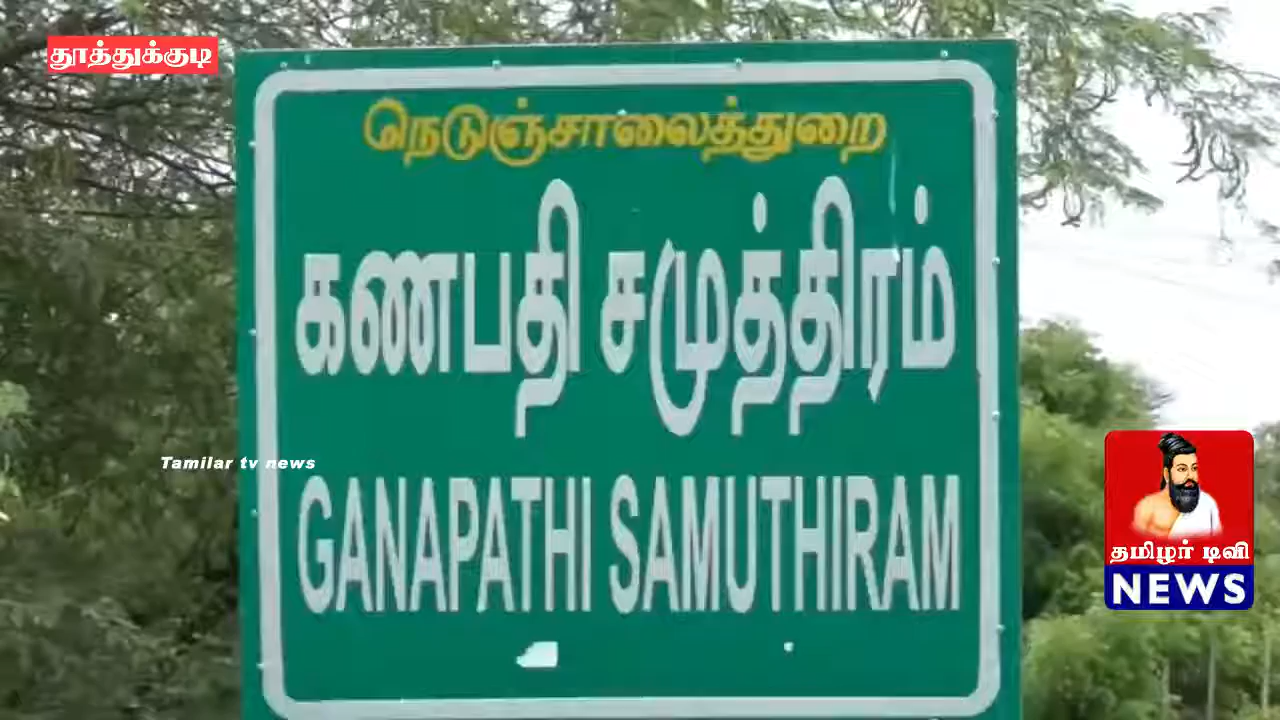 தூத்துக்குடி
நெடுஞ்சாலைத்துறை
கணபதி சமுத்திரம்
Tamilar tv news
GANAPATHI SAMUTHIRAM
தமிழர் டிவி
NEWS